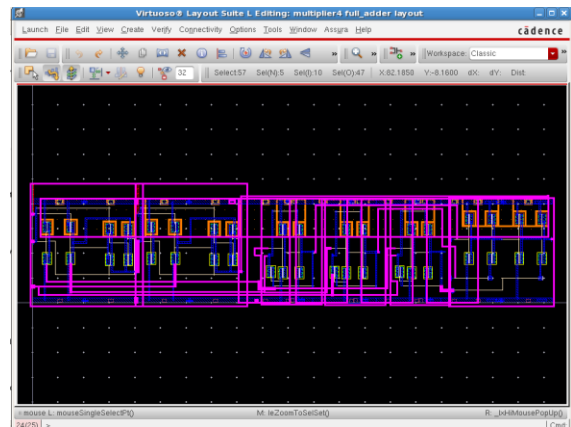 Virtuoso® Layout Suite L Editing: multiplier4 full_adder layout
Launch File Edit View Create Verify Connectivity Options Tools Window Assura Help cādence
Workspace: Classic
32 Select:57 Sel(N):5 Sel(I):10 Sel(O):47 X:62.1850 Y:-8.1600 dX: dY: Dist
mouse L: mouseSingleSelectPt() M: leZoomToSelSet() R: _lxHiMousePopUp()
24(25) > Cmd: